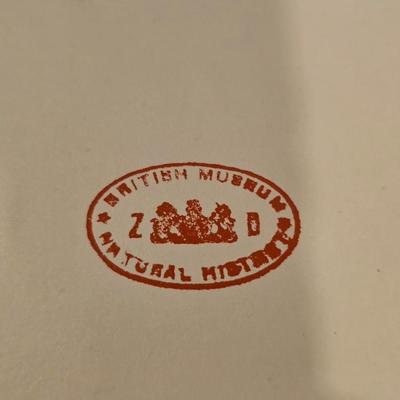 BRITISH MUSEUM
Z D
NATURAL HISTORY